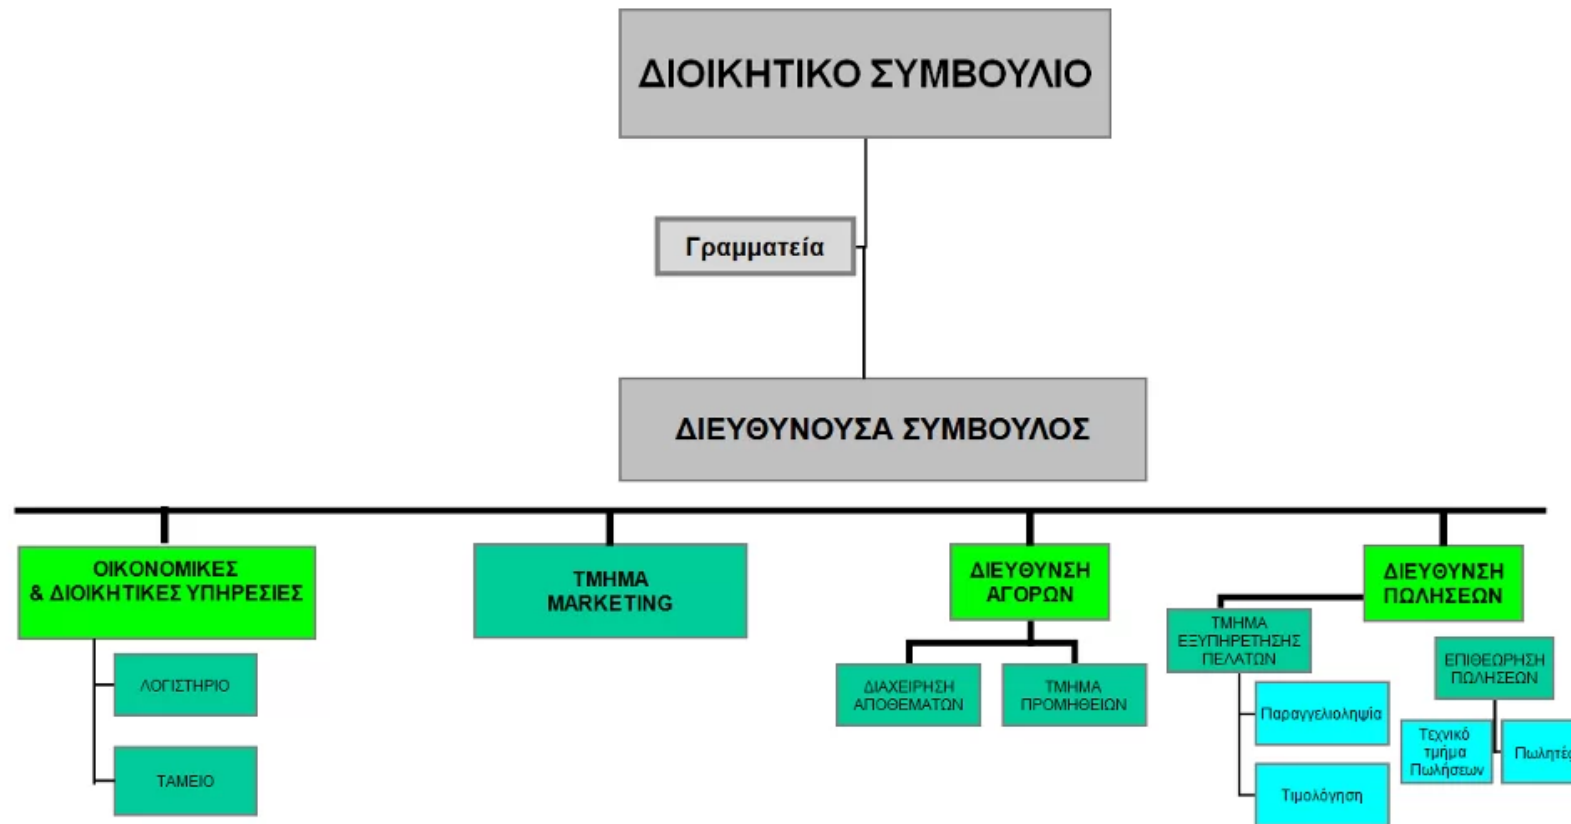 ΔΙΟΙΚΗΤΙΚΟ ΣΥΜΒΟΥΛΙΟ
Γραμματεία
ΔΙΕΥΘΥΝΟΥΣΑ ΣΥΜΒΟΥΛΟΣ
ΟΙΚΟΝΟΜΙΚΕΣ
& ΔΙΟΙΚΗΤΙΚΕΣ ΥΠΗΡΕΣΙΕΣ
ΛΟΓΙΣΤΗΡΙΟ
ΤΑΜΕΙΟ
ΤΜΗΜΑ
MARKETING
ΔΙΕΥΘΥΝΣΗ
ΑΓΟΡΩΝ
ΔΙΑΧΕΙΡΗΣΗ
ΑΠΟΘΕΜΑΤΩΝ
ΤΜΗΜΑ
ΠΡΟΜΗΘΕΙΩΝ
ΔΙΕΥΘΥΝΣΗ
ΠΩΛΗΣΕΩΝ
ΤΜΗΜΑ
ΕΞΥΠΗΡΕΤΗΣΗΣ
ΠΕΛΑΤΩΝ
Παραγγελιοληψία
Τιμολόγηση
ΕΠΙΘΕΩΡΗΣΗ
ΠΩΛΗΣΕΩΝ
Τεχνικό
τμήμα
Πωλήσεων
Πωλητές